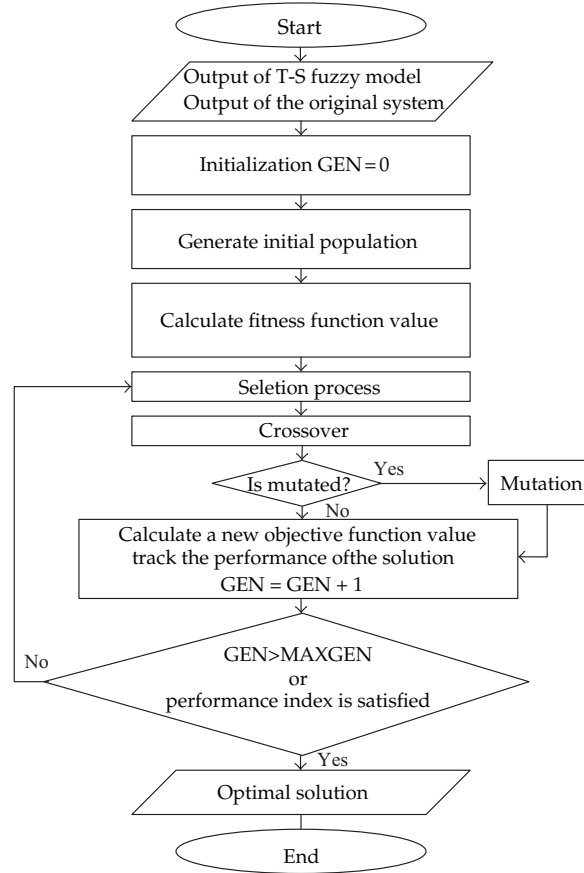 Start
Output of T-S fuzzy model
Output of the original system
Initialization GEN=0
Generate initial population
Calculate fitness function value
Seletion process
Crossover
Is mutated?
Yes
Mutation
No
Calculate a new objective function value
track the performance ofthe solution
GEN = GEN + 1
No
GEN>MAXGEN
or
performance index is satisfied
Yes
Optimal solution
End